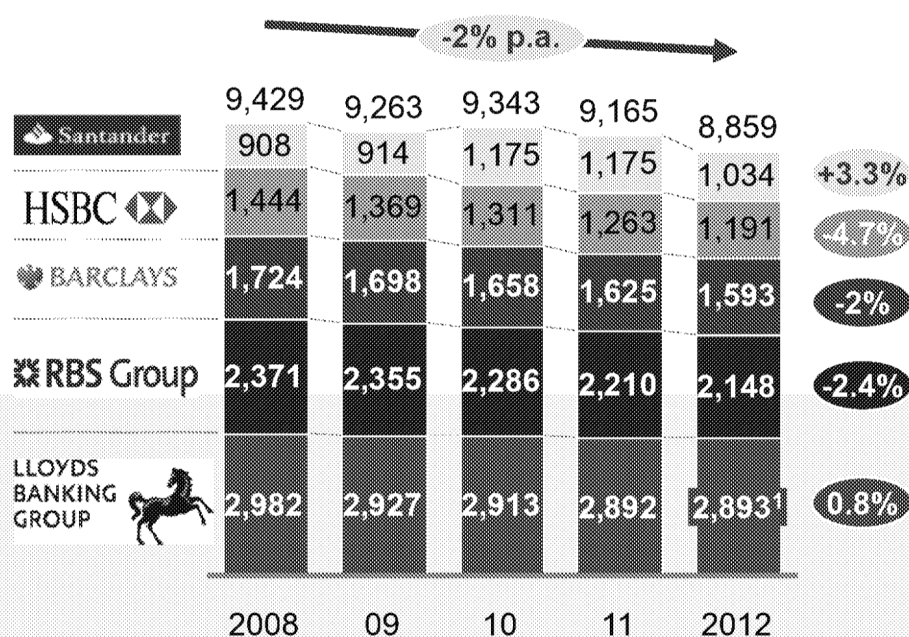 -2% p.a.
9,429 9,263 9,343 9,165 8,859
Santander 908 914 1,175 1,175 1,034 +3.3%
HSBC 1,444 1,369 1,311 1,263 1,191 -4.7%
BARCLAYS 1,724 1,698 1,658 1,625 1,593 -2%
RBS Group 2,371 2,355 2,286 2,210 2,148 -2.4%
LLOYDS
BANKING
GROUP
2,982 2,927 2,913 2,892 2,893¹ 0.8%
2008 09 10 11 2012